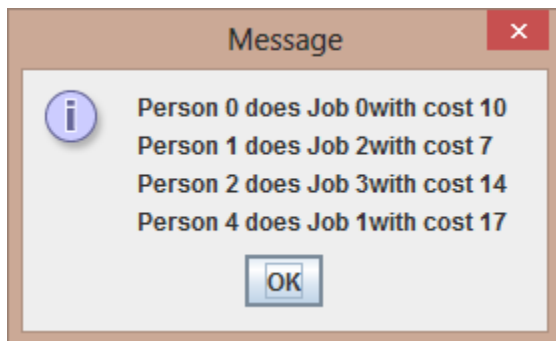 Message
Person 0 does Job 0with cost 10
Person 1 does Job 2with cost 7
Person 2 does Job 3with cost 14
Person 4 does Job 1with cost 17
OK